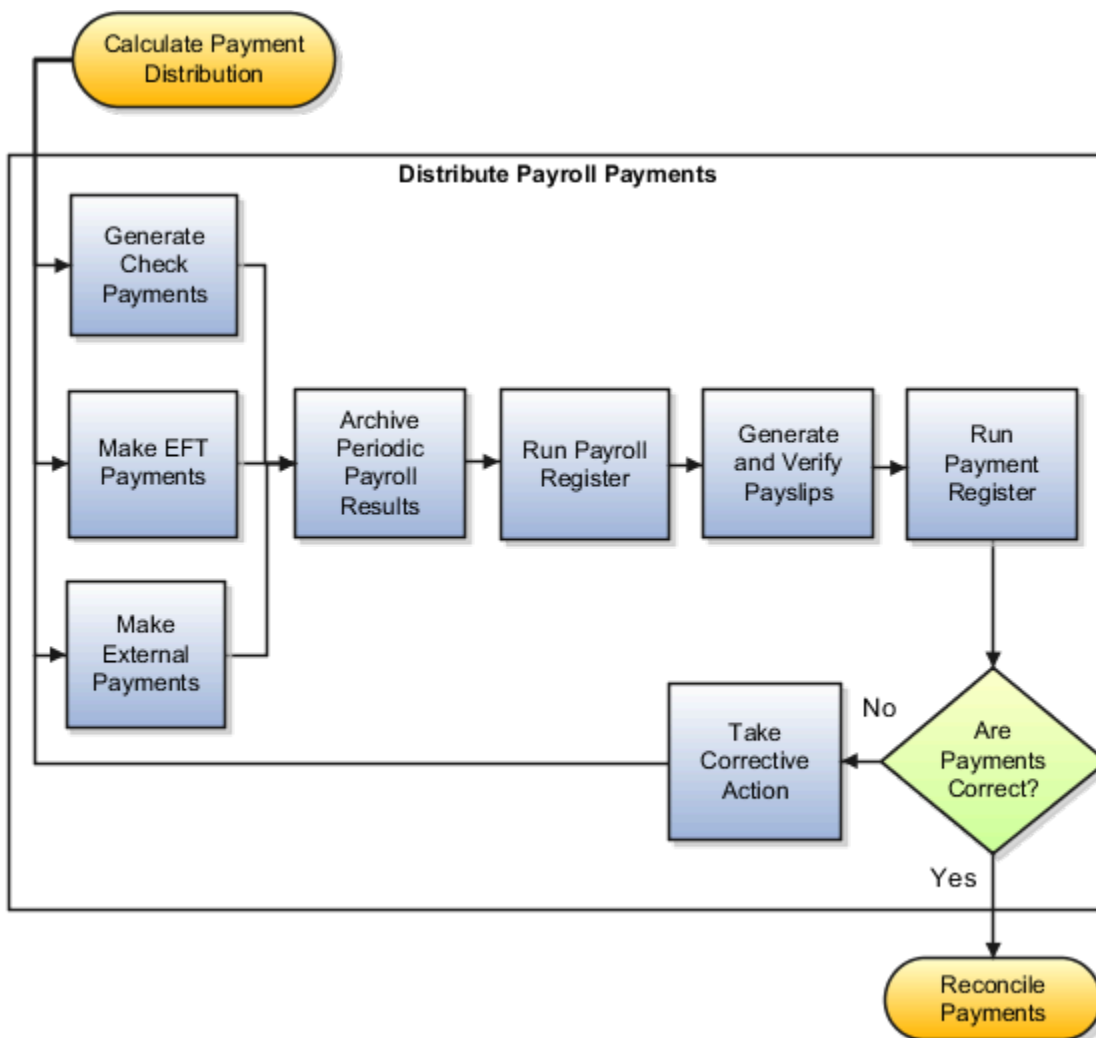 Calculate Payment
Distribution
Distribute Payroll Payments
Generate
Check
Payments
Make EFT
Payments
Make
External
Payments
Archive
Periodic
Payroll
Results
Run Payroll
Register
Generate
and Verify
Payslips
Run
Payment
Register
Are
Payments
Correct?
No
Take
Corrective
Action
Yes
Reconcile
Payments